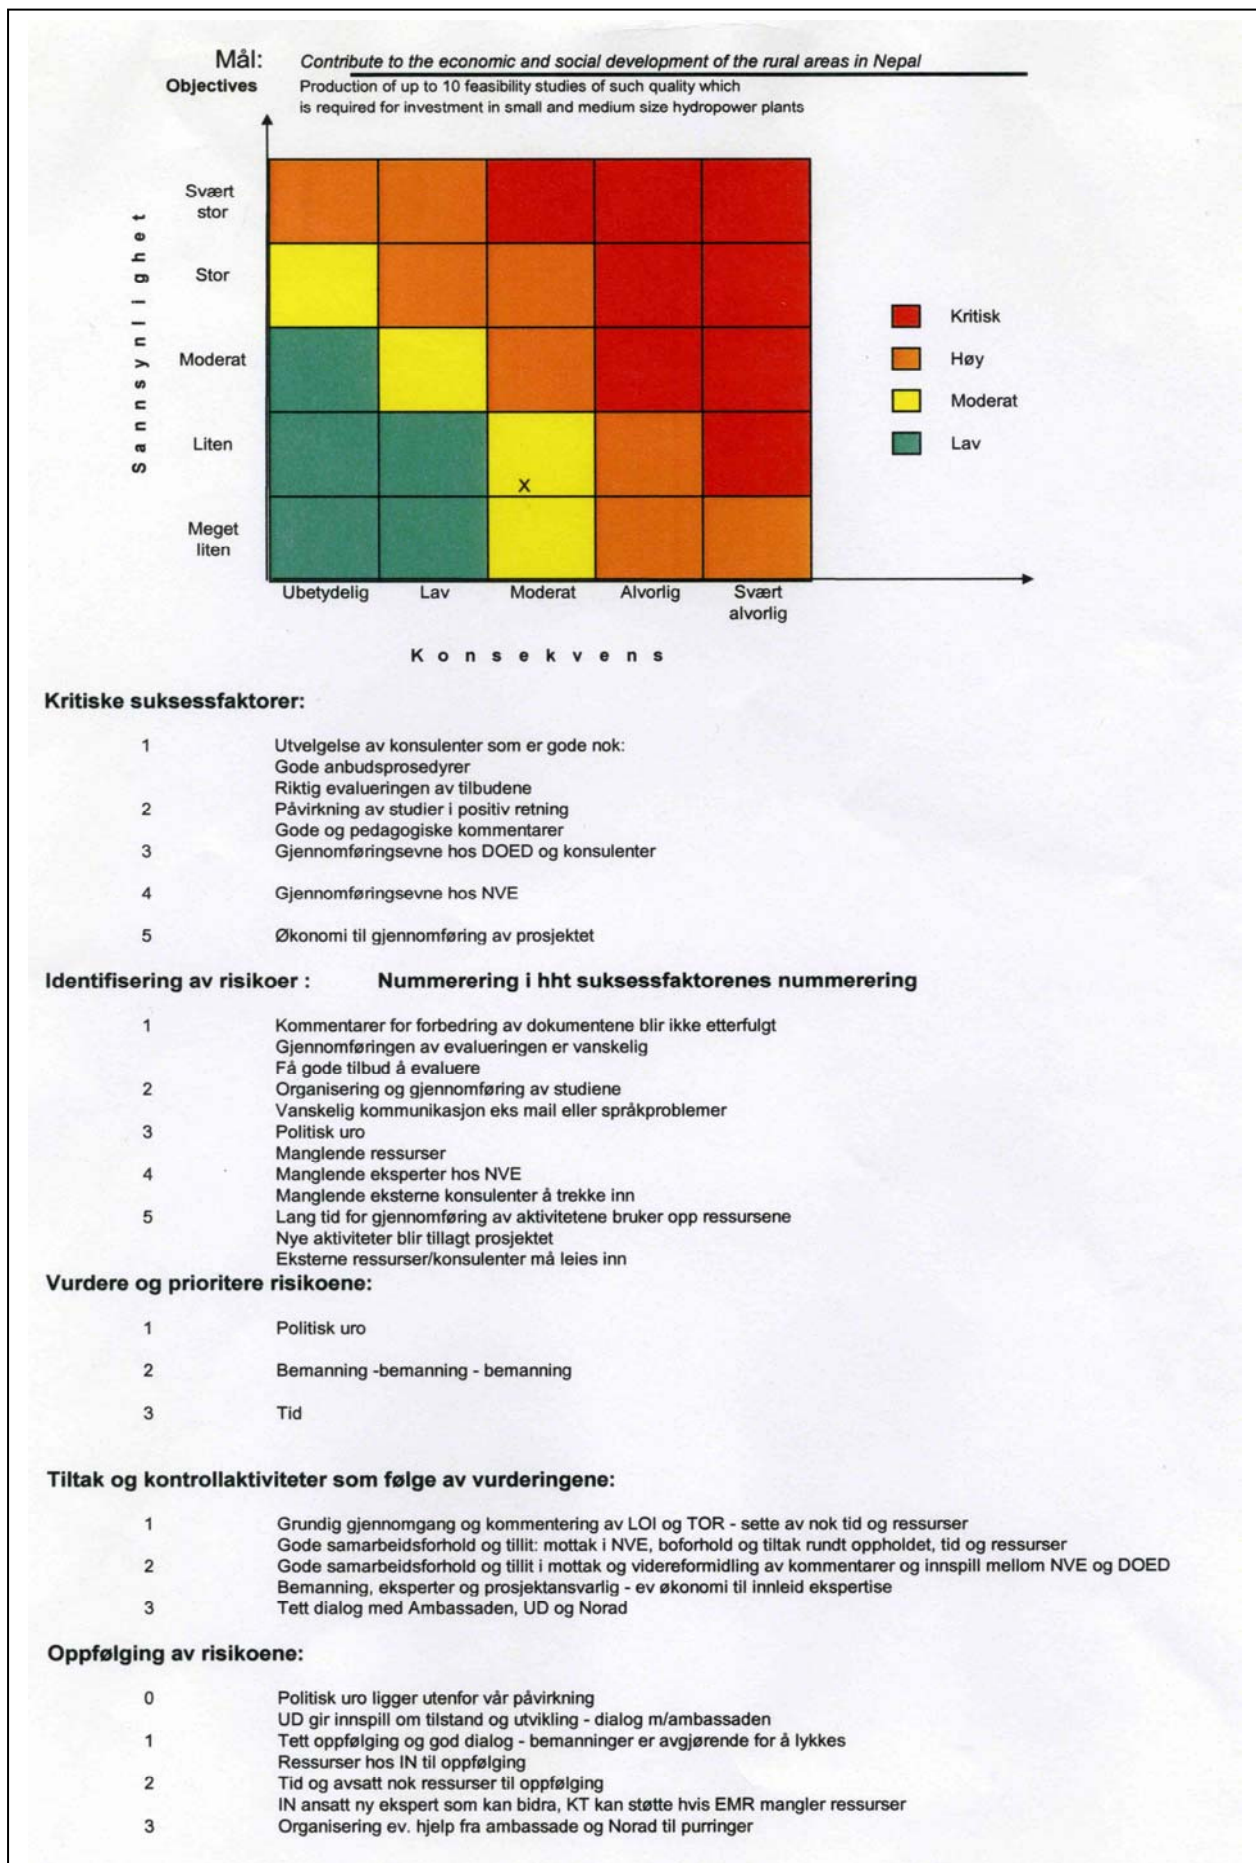 Mål: Contribute to the economic and social development of the rural areas in Nepal
Objectives Production of up to 10 feasibility studies of such quality which
is required for investment in small and medium size hydropower plants
Sannsynlighet
Svært
stor
Stor
Moderat
Liten
Meget
liten
X
Kritisk
Høy
Moderat
Lav
Ubetydelig Lav Moderat Alvorlig Svært
alvorlig
Konsekvens
Kritiske suksessfaktorer:
1 Utvelgelse av konsulenter som er gode nok:
Gode anbudsprosedyrer
Riktig evalueringen av tilbudene
2 Påvirkning av studier i positiv retning
Gode og pedagogiske kommentarer
3 Gjennomføringsevne hos DOED og konsulenter
4 Gjennomføringsevne hos NVE
5 Økonomi til gjennomføring av prosjektet
Identifisering av risikoer : Nummerering i hht suksessfaktorenes nummerering
1 Kommentarer for forbedring av dokumentene blir ikke etterfulgt
Gjennomføringen av evalueringen er vanskelig
Få gode tilbud å evaluere
2 Organisering og gjennomføring av studiene
Vanskelig kommunikasjon eks mail eller språkproblemer
3 Politisk uro
Manglende ressurser
4 Manglende eksperter hos NVE
Manglende eksterne konsulenter å trekke inn
5 Lang tid for gjennomføring av aktivitetene bruker opp ressursene
Nye aktiviteter blir tillagt prosjektet
Eksterne ressurser/konsulenter må leies inn
Vurdere og prioritere risikoene:
1 Politisk uro
2 Bemanning -bemanning - bemanning
3 Tid
Tiltak og kontrollaktiviteter som følge av vurderingene:
1 Grundig gjennomgang og kommentering av LOI og TOR - sette av nok tid og ressurser
Gode samarbeidsforhold og tillit: mottak i NVE, boforhold og tiltak rundt oppholdet, tid og ressurser
2 Gode samarbeidsforhold og tillit i mottak og videreformidling av kommentarer og innspill mellom NVE og DOED
Bemanning, eksperter og prosjektansvarlig - ev økonomi til innleid ekspertise
3 Tett dialog med Ambassaden, UD og Norad
Oppfølging av risikoene:
0 Politisk uro ligger utenfor vår påvirkning
UD gir innspill om tilstand og utvikling - dialog m/ambassaden
1 Tett oppfølging og god dialog - bemanninger er avgjørende for å lykkes
Ressurser hos IN til oppfølging
2 Tid og avsatt nok ressurser til oppfølging
IN ansatt ny ekspert som kan bidra, KT kan støtte hvis EMR mangler ressurser
3 Organisering ev. hjelp fra ambassade og Norad til purringer